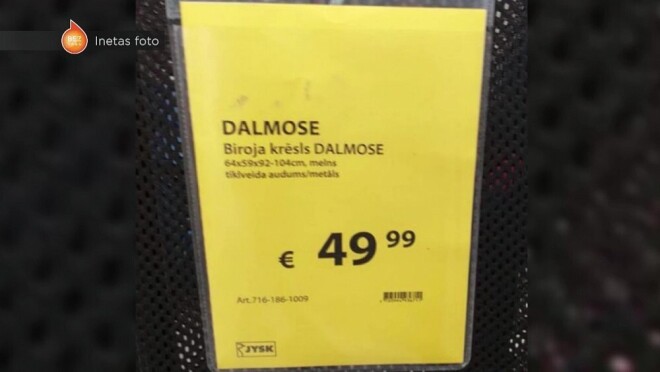 Inetas foto
DALMOSE
Biroja krēsls DALMOSE
64x59x92-104cm, melns
tīklveida audums/metāls
€ 49 99
Art.716-186-1009
JYSK